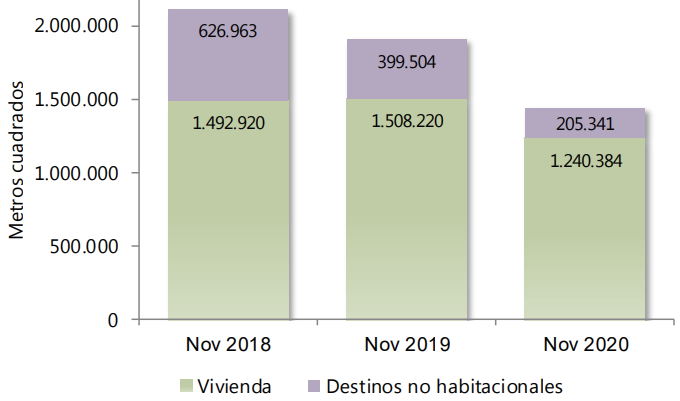 Metros cuadrados
2.000.000
1.500.000
1.000.000
500.000
0
626.963
1.492.920
399.504
1.508.220
205.341
1.240.384
Nov 2018
Nov 2019
Nov 2020
Vivienda
Destinos no habitacionales